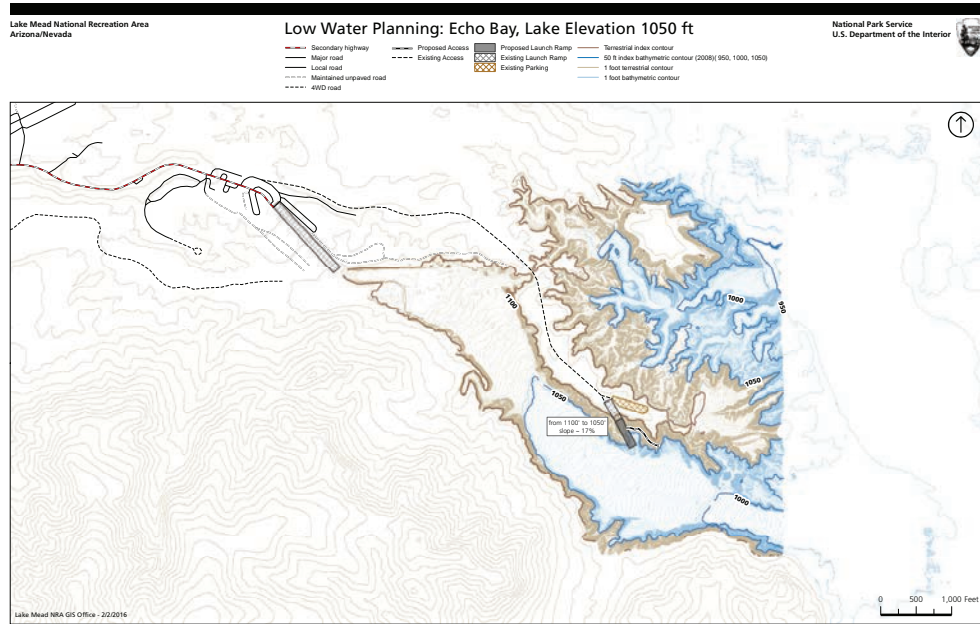 Lake Mead National Recreation Area
Arizona/Nevada
Low Water Planning: Echo Bay, Lake Elevation 1050 ft
National Park Service
U.S. Department of the Interior
Secondary highway
Major road
Local road
Maintained unpaved road
4WD road
Proposed Access
Existing Access
Proposed Launch Ramp
Existing Launch Ramp
Existing Parking
Terrestrial index contour
50 ft index bathymetric contour (2008)( 950, 1000, 1050)
1 foot terrestrial contour
1 foot bathymetric contour
1100
1000
950
1050
1050
from 1100' to 1050'
slope ~ 17%
1000
Lake Mead NRA GIS Office - 2/2/2016
0 500 1,000 Feet